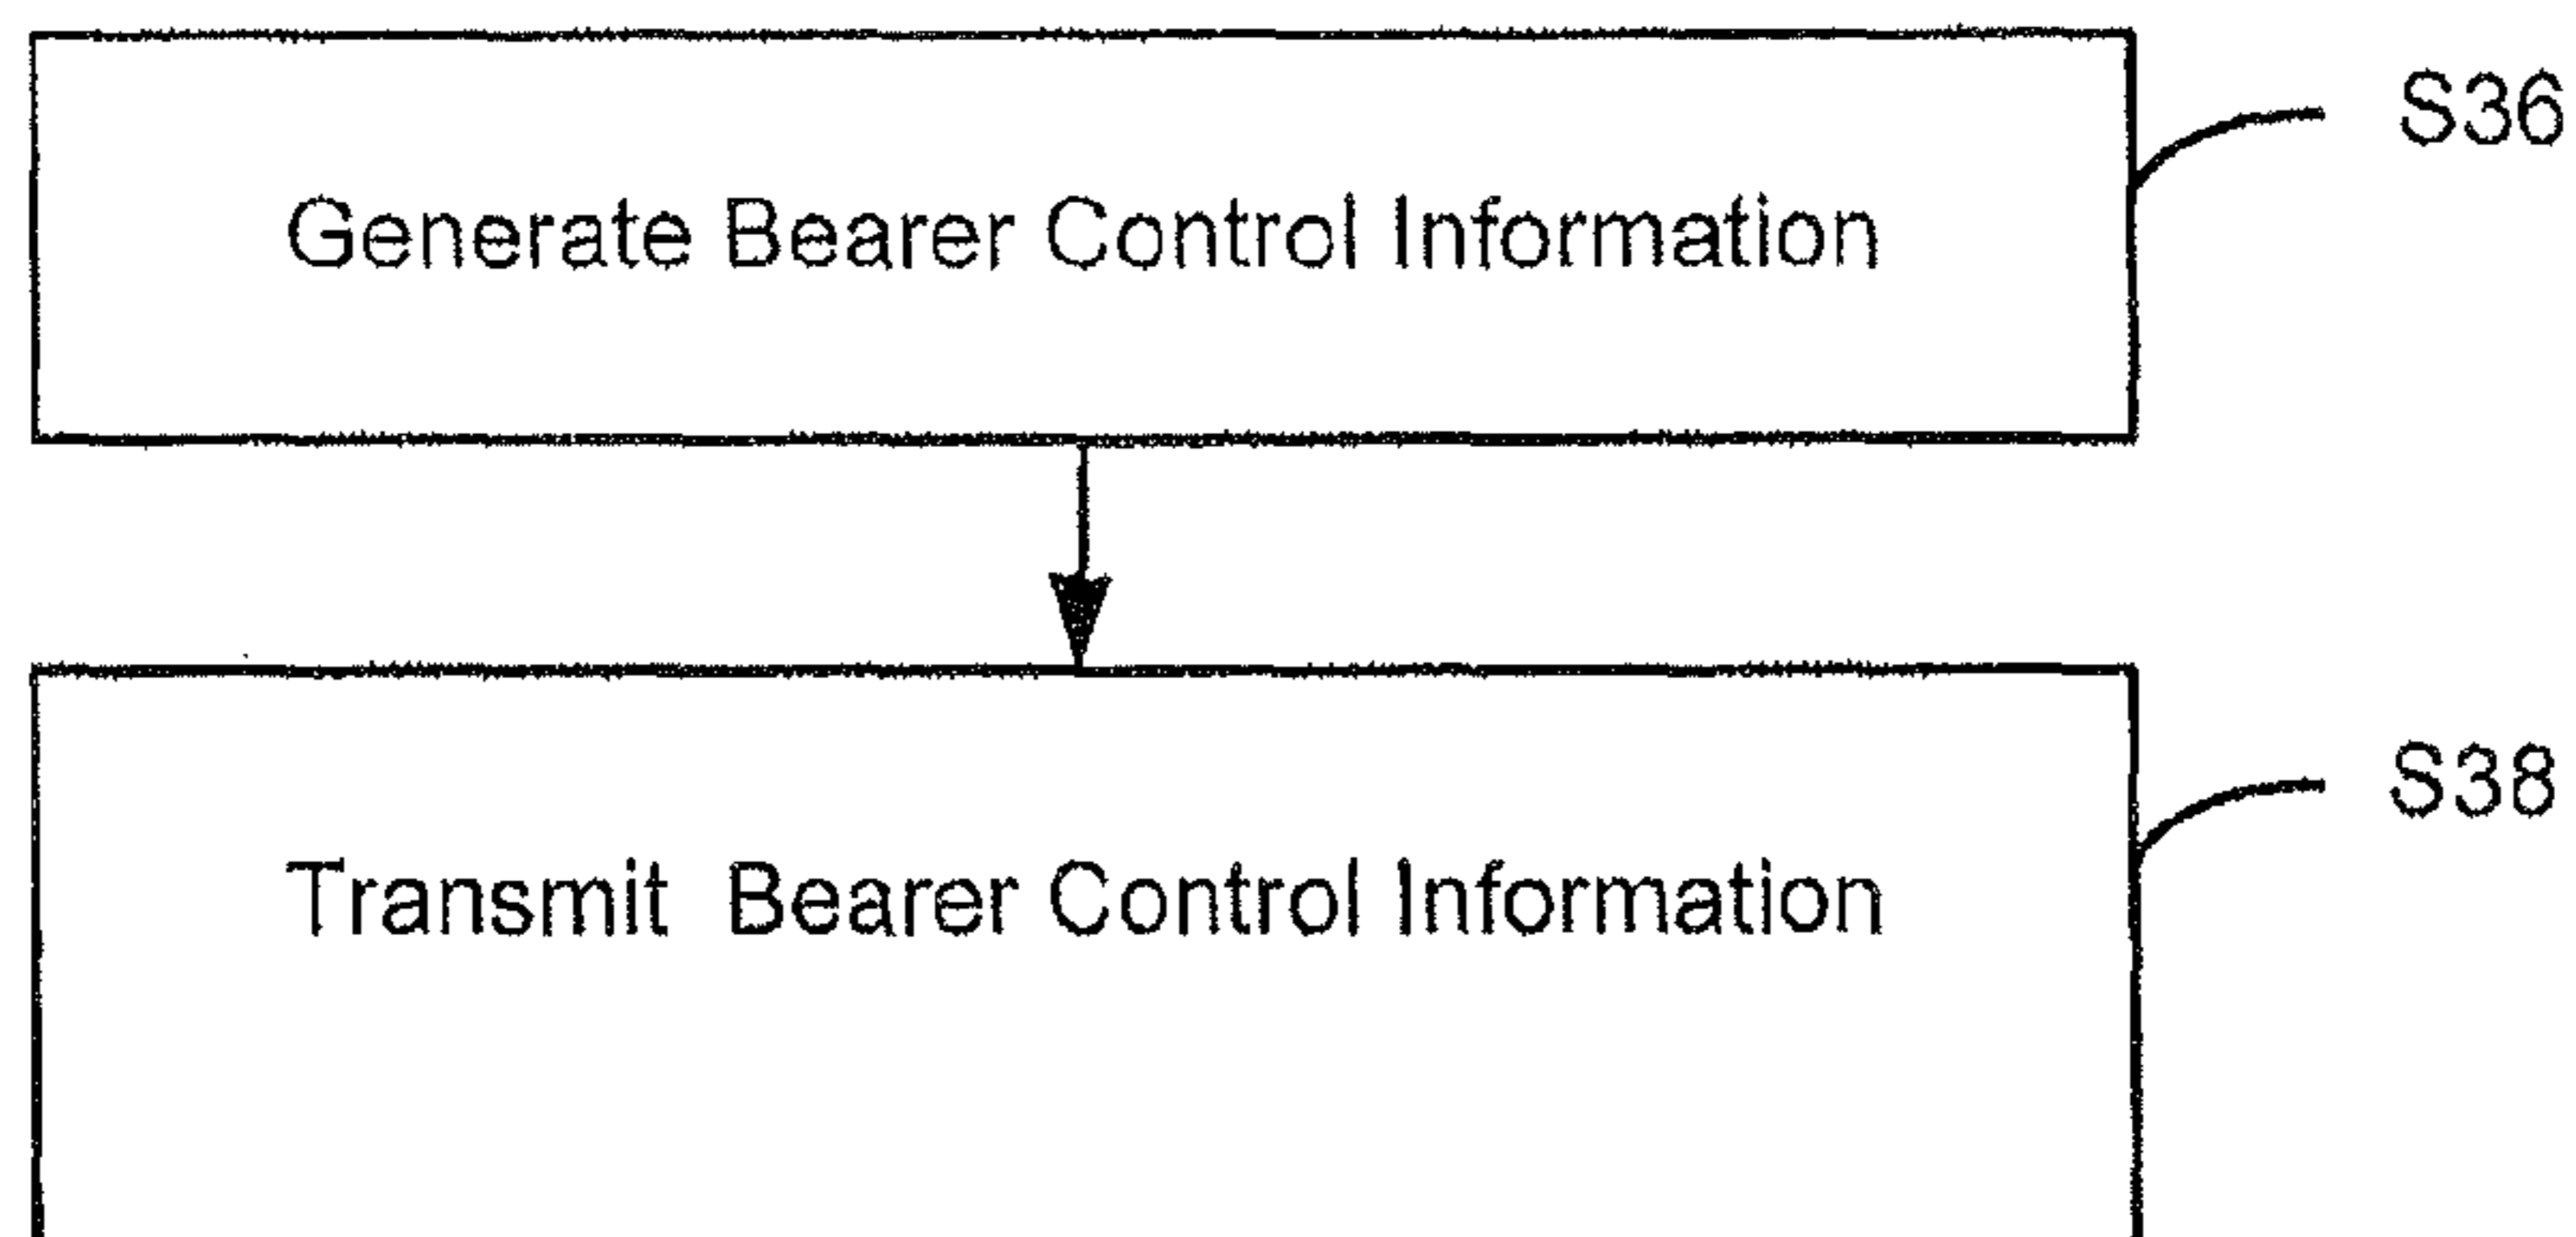 S36
Generate Bearer Control Information
S38
Transmit Bearer Control Information